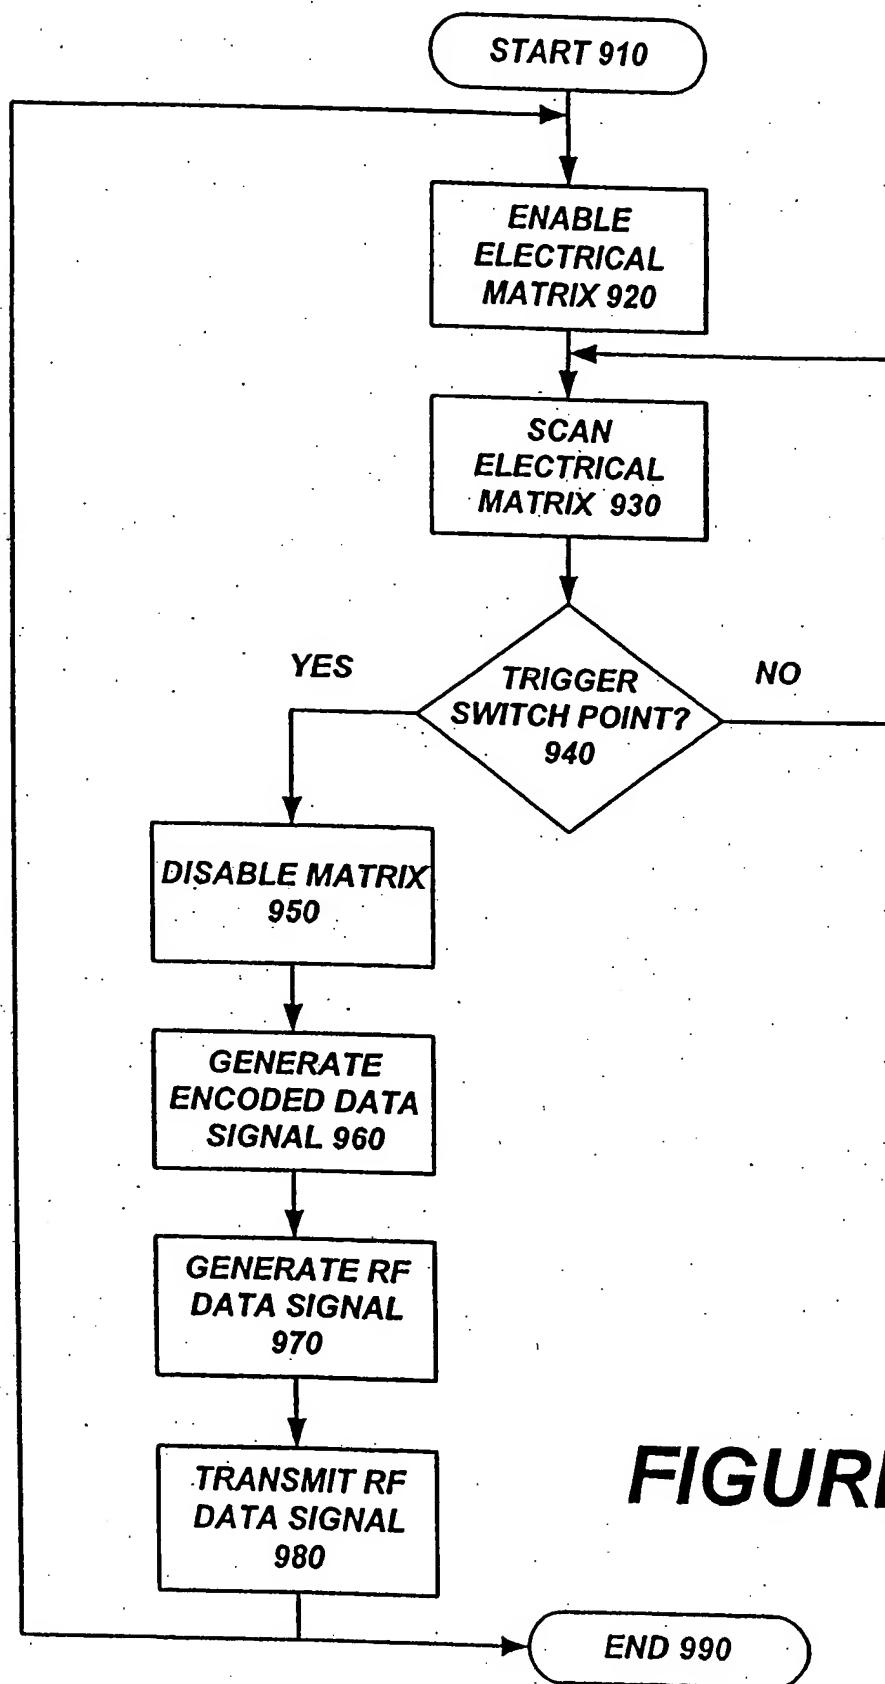 START 910
ENABLE
ELECTRICAL
MATRIX 920
SCAN
ELECTRICAL
MATRIX 930
YES
TRIGGER
SWITCH POINT?
940
NO
DISABLE MATRIX
950
GENERATE
ENCODED DATA
SIGNAL 960
GENERATE RF
DATA SIGNAL
970
TRANSMIT RF
DATA SIGNAL
980
FIGURE
END 990